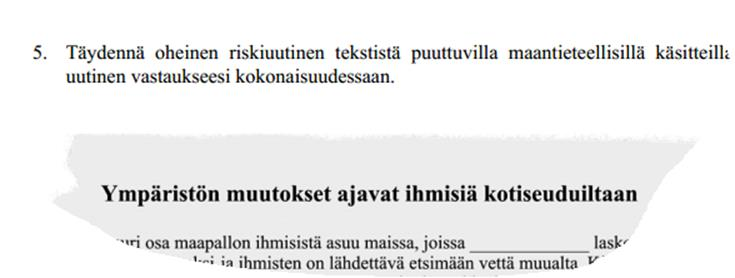 5. Täydennä oheinen riskiuutinen tekstistä puuttuvilla maantieteellisillä käsitteillä
uutinen vastaukseesi kokonaisuudessaan.
Ympäristön muutokset ajavat ihmisiä kotiseuduiltaan
osa maapallon ihmisistä asuu maissa, joissa ____________
ja ihmisten on lähdettävä etsimään vettä muualta